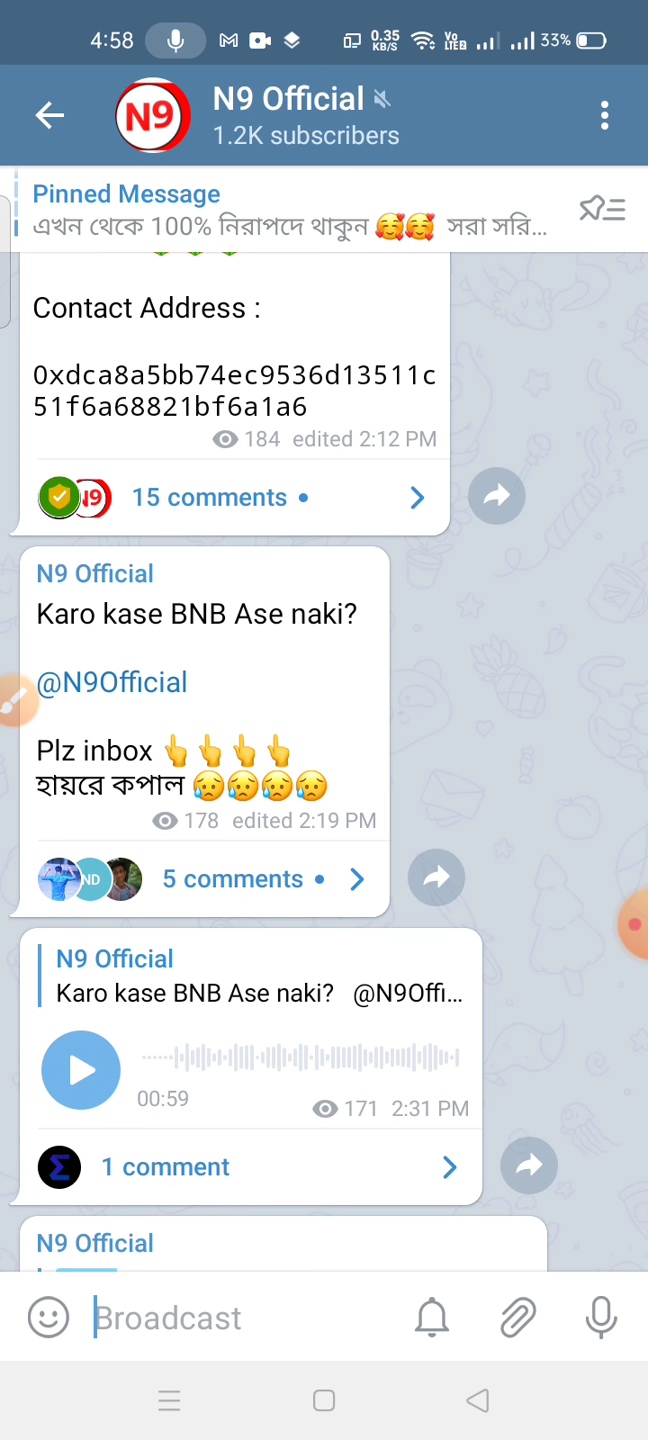 4:58
0.35
KB/S
Vo
LTE2
33%
N9
N9 Official
1.2K subscribers
Pinned Message
এখন থেকে 100% নিরাপদে থাকুন 🥰🥰 সরা সরি...
Contact Address :
0xdca8a5bb74ec9536d13511c
51f6a68821bf6a1a6
184 edited 2:12 PM
N9
15 comments
N9 Official
Karo kase BNB Ase naki?
@N9Official
Plz inbox 👆👆👆👆
হায়রে কপাল 😥😥😥😥
178 edited 2:19 PM
ND
5 comments
N9 Official
Karo kase BNB Ase naki? @N9Offi...
00:59
171 2:31 PM
Σ
1 comment
N9 Official
Broadcast